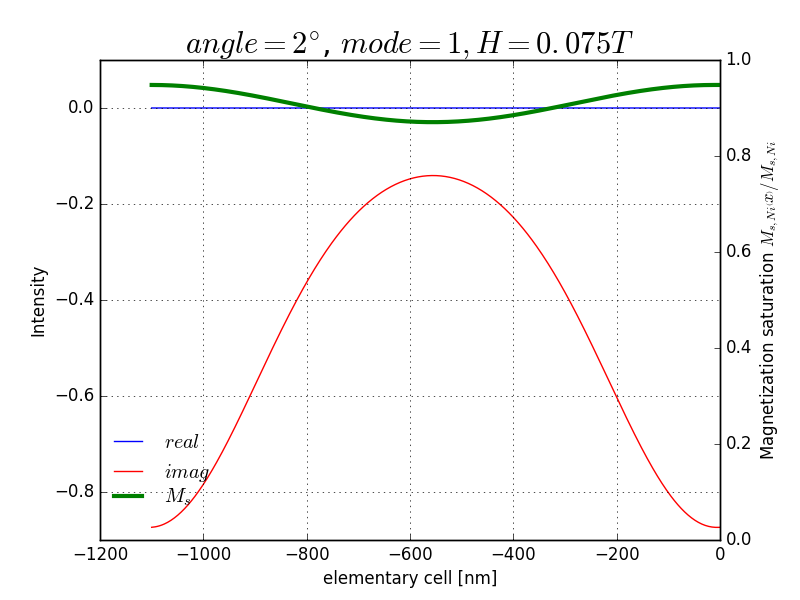 angle = 2°, mode = 1, H = 0.075T
0.0
−0.2
−0.4
−0.6
−0.8
Intensity
1.0
0.8
0.6
0.4
0.2
0.0
Magnetization saturation M_{s,Ni}(x)/M_{s,Ni}
real
imag
M_s
−1200
−1000
−800
−600
−400
−200
0
elementary cell [nm]